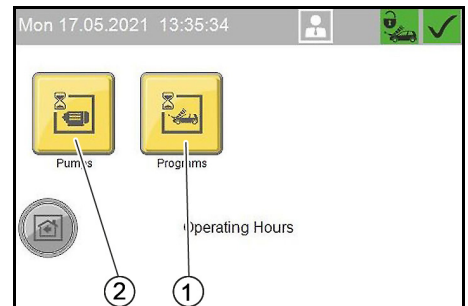 Mon 17.05.2021 13:35:34
Pumps
Programs
Operating Hours
2
1